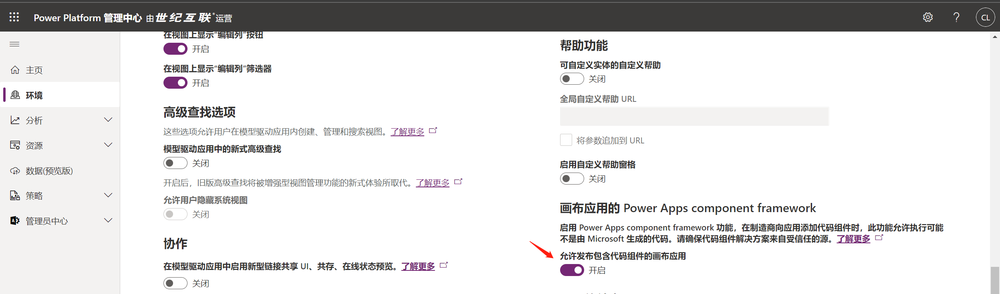 Power Platform 管理中心 由世纪互联®运营
CL
主页
环境
分析
资源
数据(预览版)
策略
管理员中心
在视图上显示“编辑列”按钮
开启
在视图上显示“编辑列”筛选器
开启
高级查找选项
这些选项允许用户在模型驱动应用内创建、管理和搜索视图。了解更多
模型驱动应用中的新式高级查找
关闭
开启后，旧版高级查找将被增强型视图管理功能的新式体验所取代。了解更多
允许用户隐藏系统视图
关闭
协作
在模型驱动应用中启用新型链接共享 UI、共存、在线状态预览。了解更多
关闭
帮助功能
可自定义实体的自定义帮助
关闭
全局自定义帮助 URL
将参数追加到 URL
启用自定义帮助窗格
关闭
画布应用的 Power Apps component framework
启用 Power Apps component framework 功能，在制造商向应用添加代码组件时，此功能允许执行可能
不是由 Microsoft 生成的代码。请确保代码组件解决方案来自受信任的源。了解更多
允许发布包含代码组件的画布应用
开启